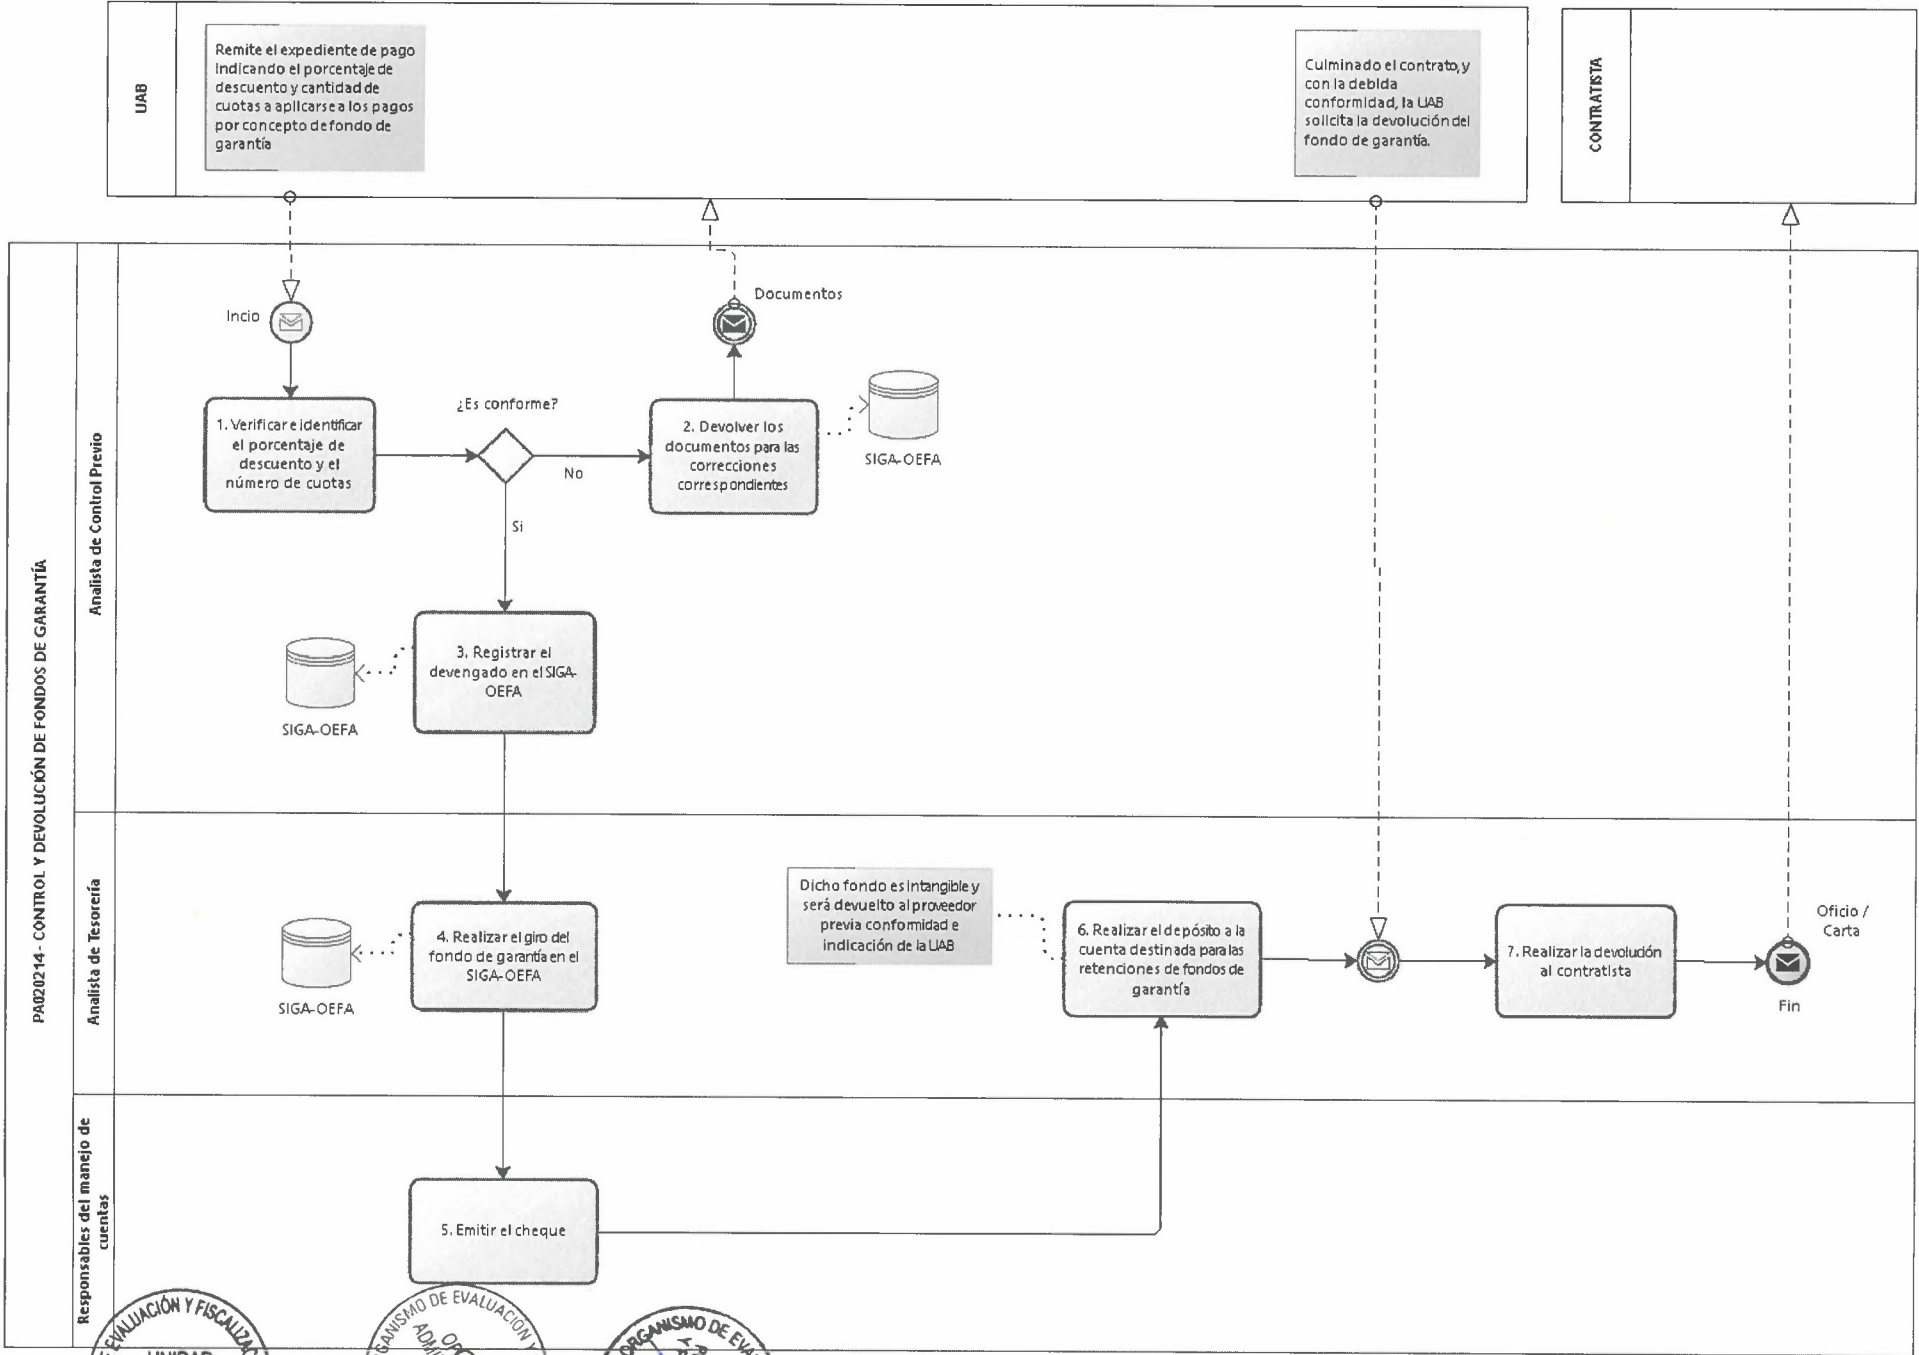 UAB
Remite el expediente de pago
indicando el porcentaje de
descuento y cantidad de
cuotas a aplicarse a los pagos
por concepto de fondo de
garantía
Culminado el contrato, y
con la debida
conformidad, la UAB
solicita la devolución del
fondo de garantía.
CONTRATISTA
PA020214 - CONTROL Y DEVOLUCIÓN DE FONDOS DE GARANTÍA
Analista de Control Previo
Incio
Documentos
1. Verificar e identificar
el porcentaje de
descuento y el
número de cuotas
¿Es conforme?
No
Si
2. Devolver los
documentos para las
correcciones
correspondientes
SIGA-OEFA
3. Registrar el
devengado en el SIGA-
OEFA
SIGA-OEFA
Analista de Tesorería
4. Realizar el giro del
fondo de garantía en el
SIGA-OEFA
SIGA-OEFA
Dicho fondo es intangible y
será devuelto al proveedor
previa conformidad e
indicación de la UAB
6. Realizar el depósito a la
cuenta destinada para las
retenciones de fondos de
garantía
7. Realizar la devolución
al contratista
Oficio /
Carta
Fin
Responsables del manejo de
cuentas
5. Emitir el cheque
EVALUACIÓN Y
UNIDAD
DE EVALUACIÓN Y
ORGANISMO DE